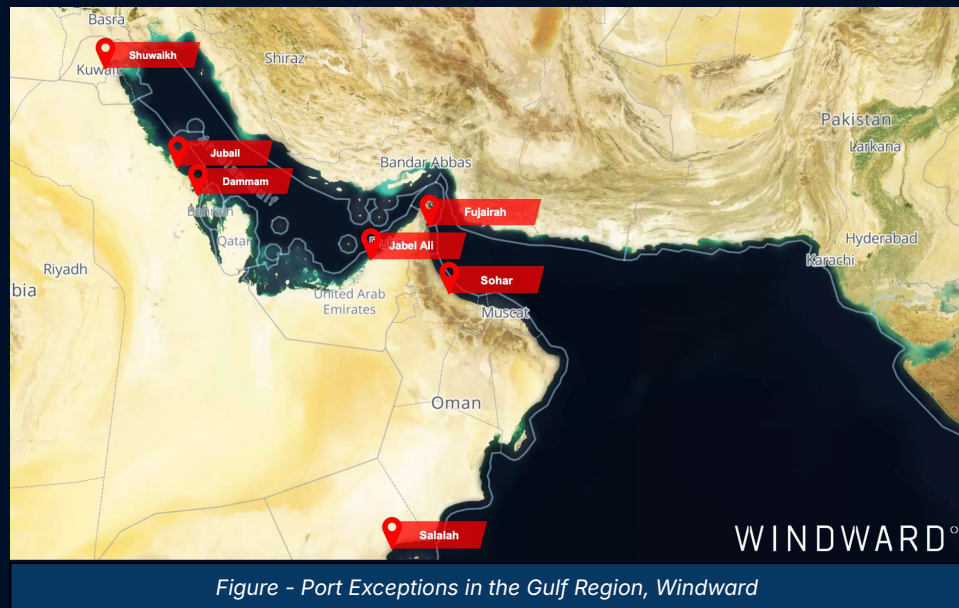 Basra
Shuwaikh
Kuwait
Shiraz
Pakistan
Larkana
Jubail
Bandar Abbas
Dammam
Bahrain
Fujairah
Qatar
Jabel Ali
Hyderabad
Karachi
Riyadh
bia
Sohar
United Arab
Emirates
Muscat
Oman
Salalah
WINDWARD
Figure - Port Exceptions in the Gulf Region, Windward